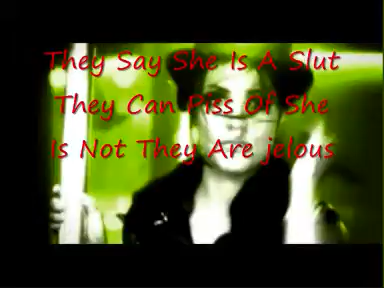 They Say She Is A Slut
They Can Piss Of She
Is Not They Are jelous